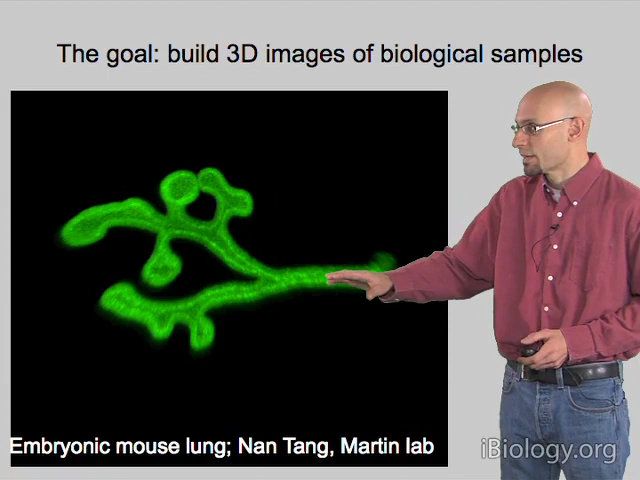 The goal: build 3D images of biological samples
Embryonic mouse lung; Nan Tang, Martin lab
iBiology.org